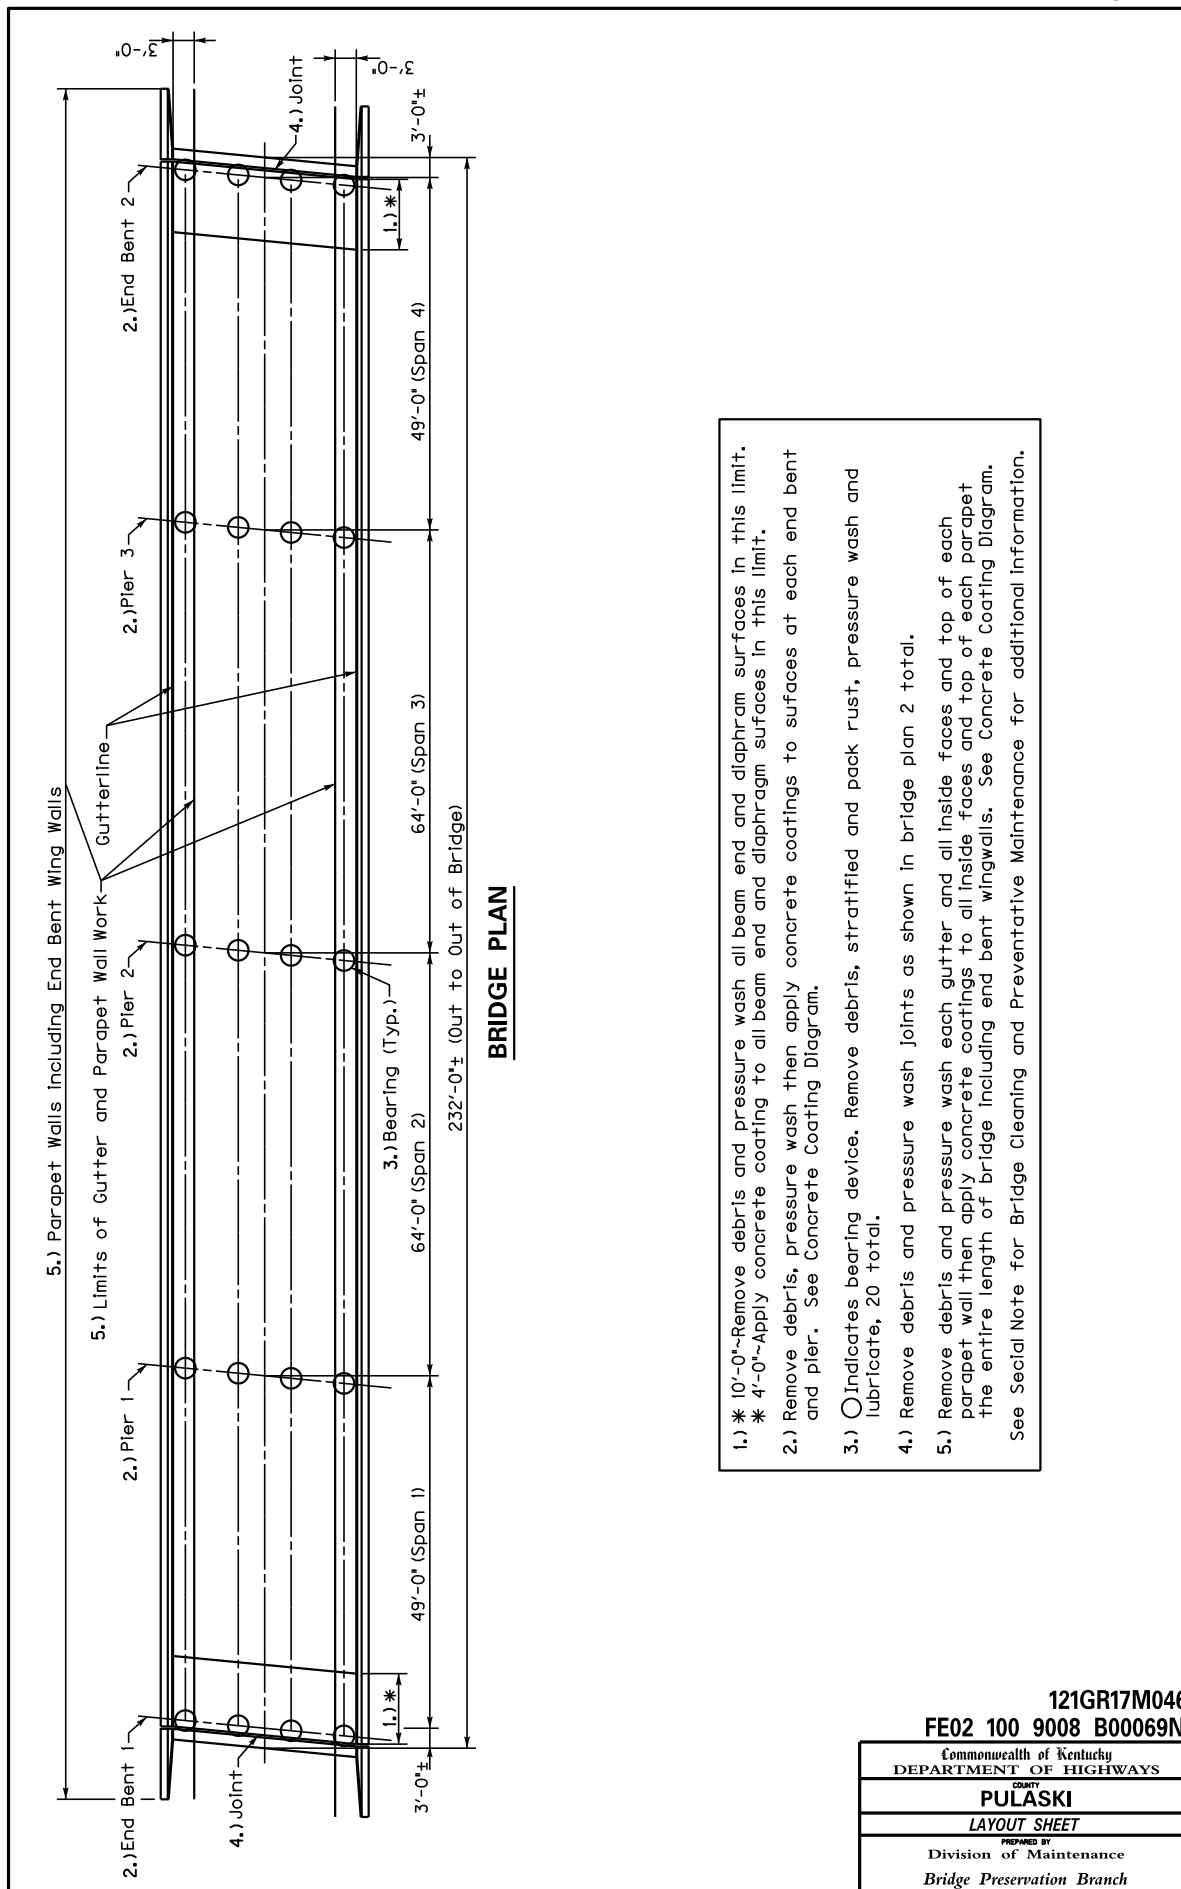 5.) Parapet Walls including End Bent Wing Walls
5.) Limits of Gutter and Parapet Wall Work
Gutterline
2.) End Bent 1
2.) Pier 1
2.) Pier 2
2.) Pier 3
2.) End Bent 2
3'-0"
3'-0"
4.) Joint
4.) Joint
3.) Bearing (Typ.)
1.) *
1.) *
3'-0"±
49'-0" (Span 1)
64'-0" (Span 2)
64'-0" (Span 3)
49'-0" (Span 4)
3'-0"±
232'-0"± (Out to Out of Bridge)
BRIDGE PLAN
1.) * 10'-0"~Remove debris and pressure wash all beam end and diaphram surfaces in this limit.
* 4'-0"~Apply concrete coating to all beam end and diaphragm sufaces in this limit.
2.) Remove debris, pressure wash then apply concrete coatings to sufaces at each end bent
and pier. See Concrete Coating Diagram.
3.) ◯ Indicates bearing device. Remove debris, stratified and pack rust, pressure wash and
lubricate, 20 total.
4.) Remove debris and pressure wash joints as shown in bridge plan 2 total.
5.) Remove debris and pressure wash each gutter and all inside faces and top of each
parapet wall then apply concrete coatings to all inside faces and top of each parapet
the entire length of bridge including end bent wingwalls. See Concrete Coating Diagram.
See Secial Note for Bridge Cleaning and Preventative Maintenance for additional information.
121GR17M046
FE02 100 9008 B00069N
Commonwealth of Kentucky
DEPARTMENT OF HIGHWAYS
COUNTY
PULASKI
LAYOUT SHEET
PREPARED BY
Division of Maintenance
Bridge Preservation Branch